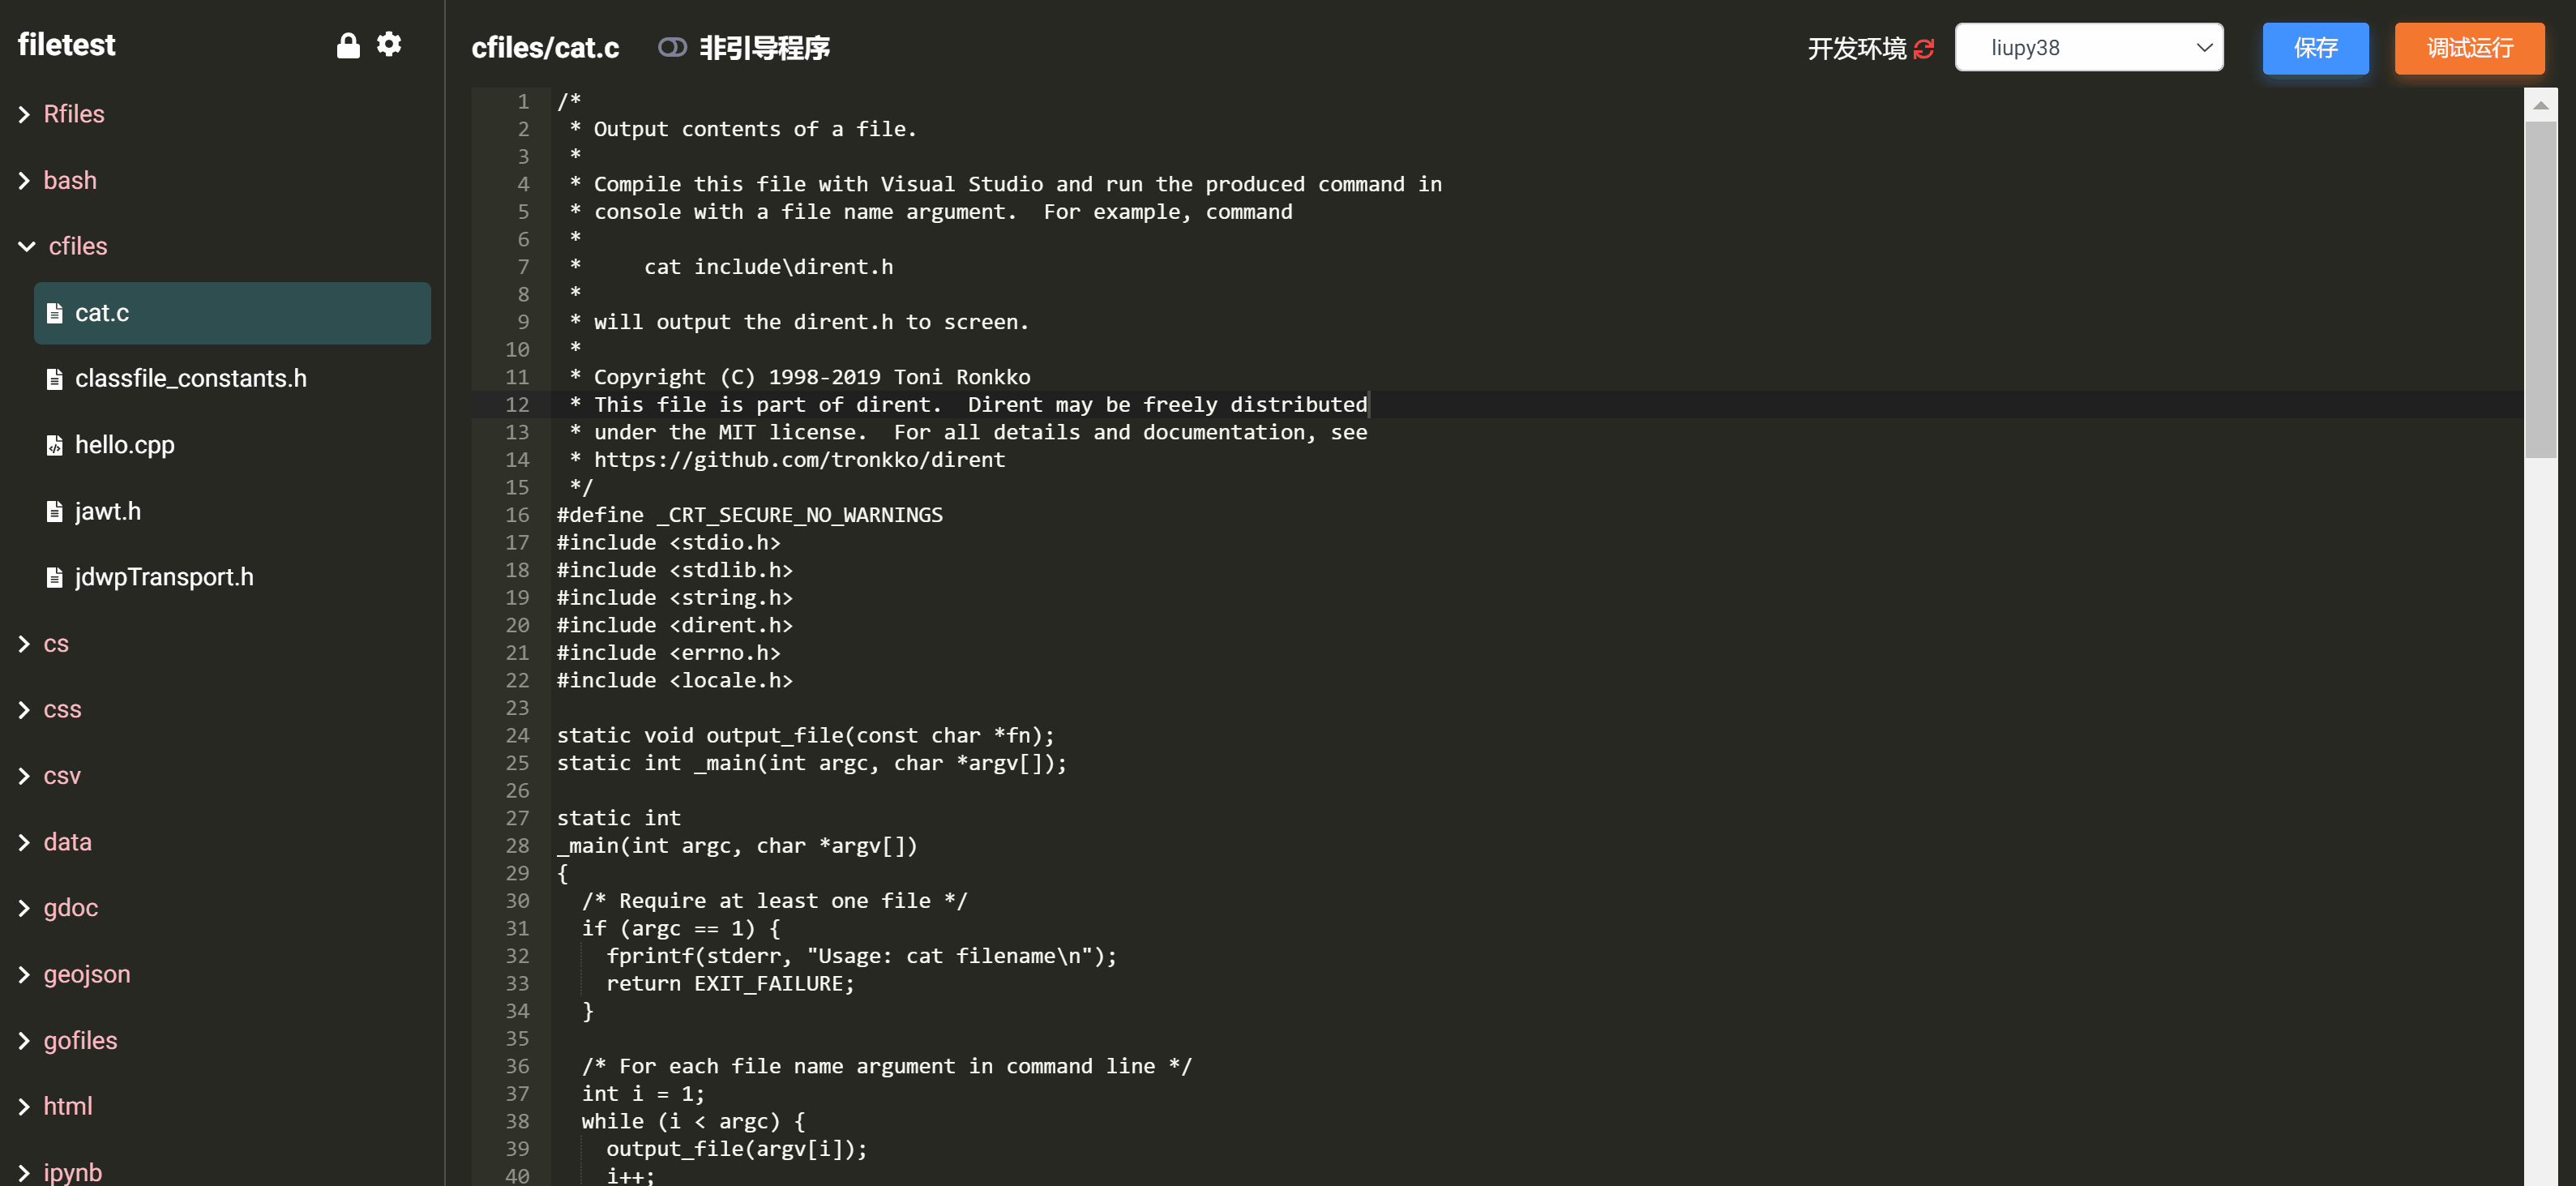 filetest
Rfiles
bash
cfiles
cat.c
classfile_constants.h
hello.cpp
jawt.h
jdwpTransport.h
cs
css
csv
data
gdoc
geojson
gofiles
html
ipynb
cfiles/cat.c 非引导程序
开发环境 liupy38 保存 调试运行
1 /*
2  * Output contents of a file.
3  *
4  * Compile this file with Visual Studio and run the produced command in
5  * console with a file name argument.  For example, command
6  *
7  *     cat include\dirent.h
8  *
9  * will output the dirent.h to screen.
10  *
11  * Copyright (C) 1998-2019 Toni Ronkko
12  * This file is part of dirent.  Dirent may be freely distributed
13  * under the MIT license.  For all details and documentation, see
14  * https://github.com/tronkko/dirent
15  */
16 #define _CRT_SECURE_NO_WARNINGS
17 #include <stdio.h>
18 #include <stdlib.h>
19 #include <string.h>
20 #include <dirent.h>
21 #include <errno.h>
22 #include <locale.h>
23
24 static void output_file(const char *fn);
25 static int _main(int argc, char *argv[]);
26
27 static int
28 _main(int argc, char *argv[])
29 {
30   /* Require at least one file */
31   if (argc == 1) {
32     fprintf(stderr, "Usage: cat filename\n");
33     return EXIT_FAILURE;
34   }
35
36   /* For each file name argument in command line */
37   int i = 1;
38   while (i < argc) {
39     output_file(argv[i]);
40     i++;